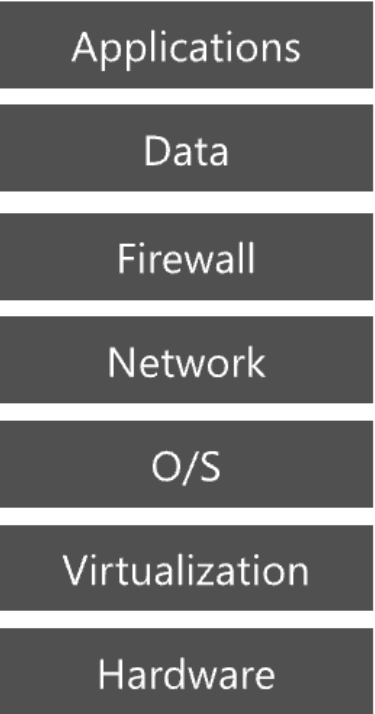 Applications
Data
Firewall
Network
O/S
Virtualization
Hardware